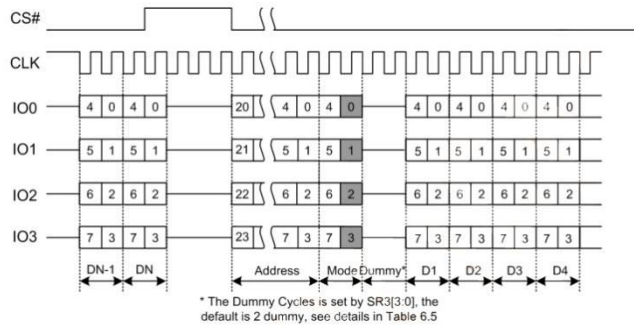 CS#
CLK
IO0 4 0 4 0 20 4 0 4 0 4 0 4 0 4 0 4 0
IO1 5 1 5 1 21 5 1 5 1 5 1 5 1 5 1 5 1
IO2 6 2 6 2 22 6 2 6 2 6 2 6 2 6 2 6 2
IO3 7 3 7 3 23 7 3 7 3 7 3 7 3 7 3 7 3
DN-1 DN Address Mode Dummy* D1 D2 D3 D4
* The Dummy Cycles is set by SR3[3:0], the
default is 2 dummy, see details in Table 6.5